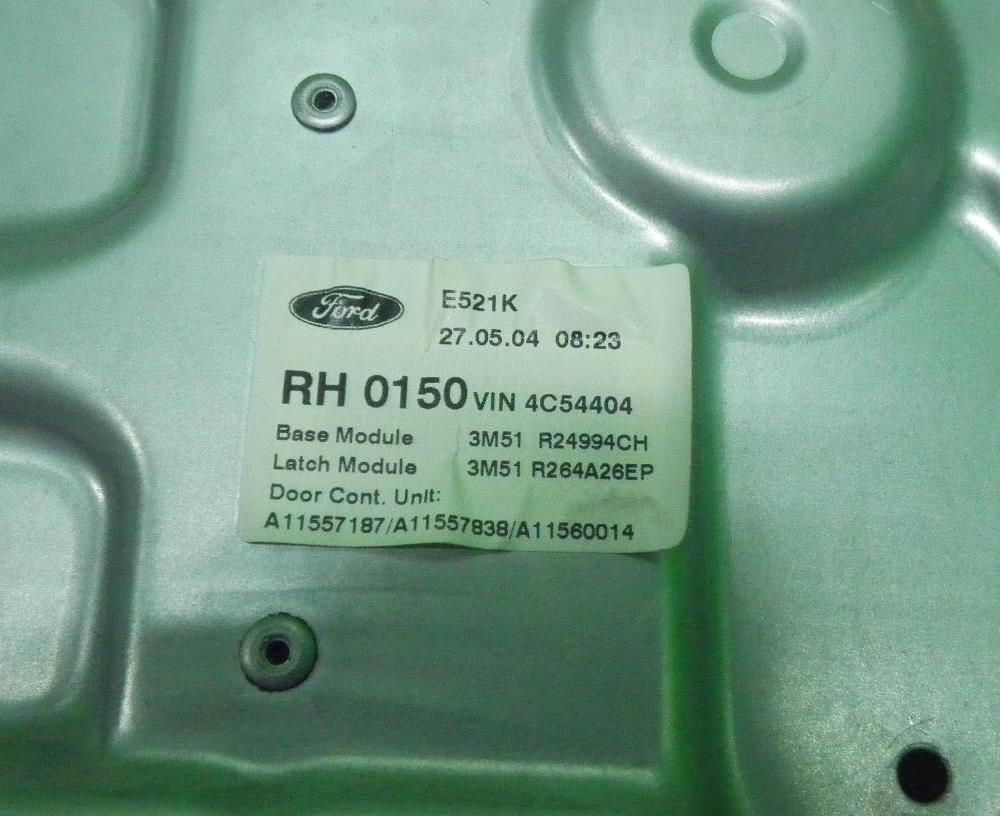 Ford
E521K
27.05.04 08:23
RH 0150 VIN 4C54404
Base Module 3M51 R24994CH
Latch Module 3M51 R264A26EP
Door Cont. Unit:
A11557187/A11557838/A11560014